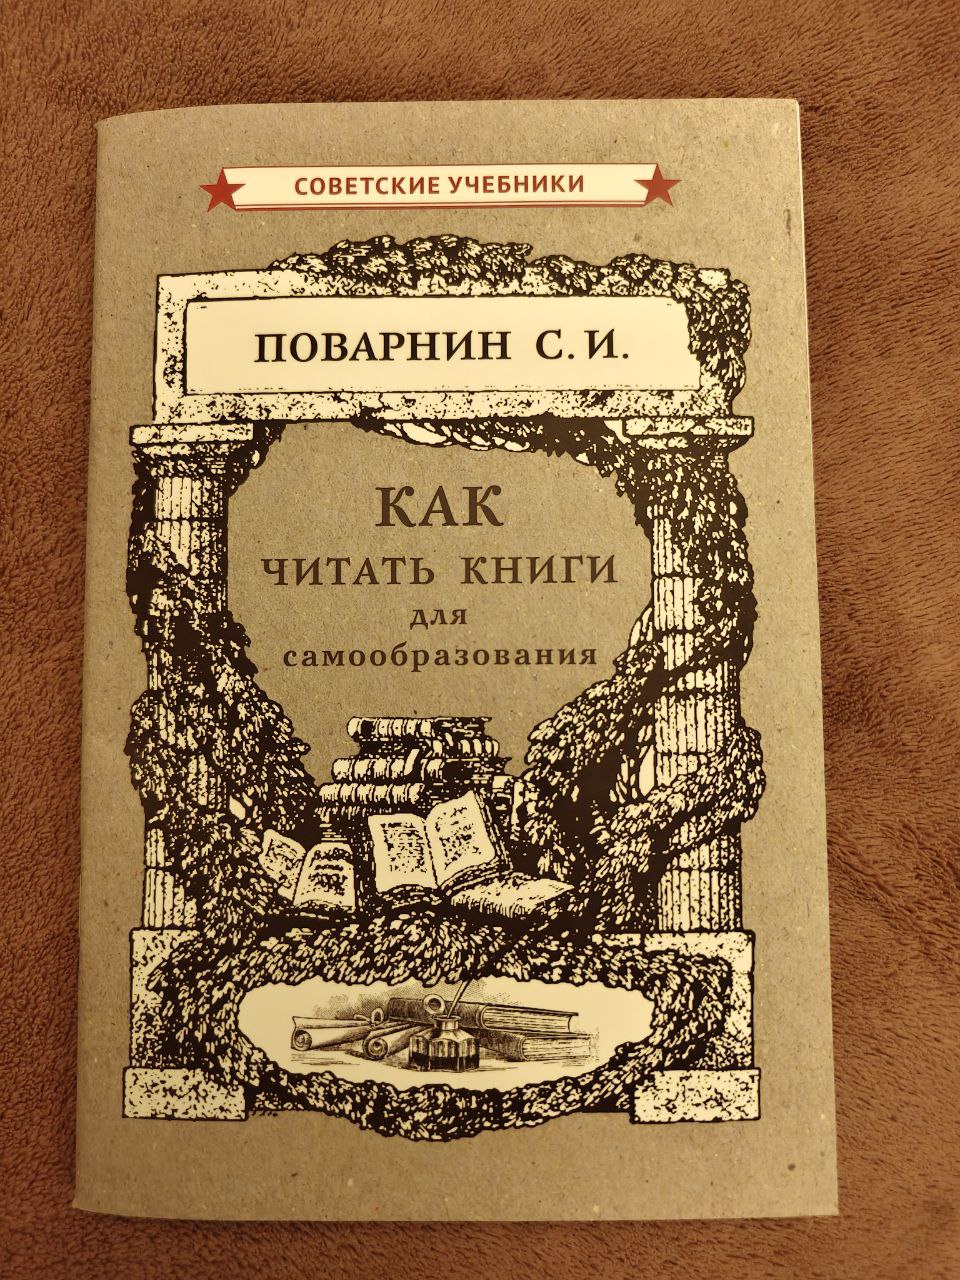 СОВЕТСКИЕ УЧЕБНИКИ
ПОВАРНИН С. И.
КАК
ЧИТАТЬ КНИГИ
для
самообразования